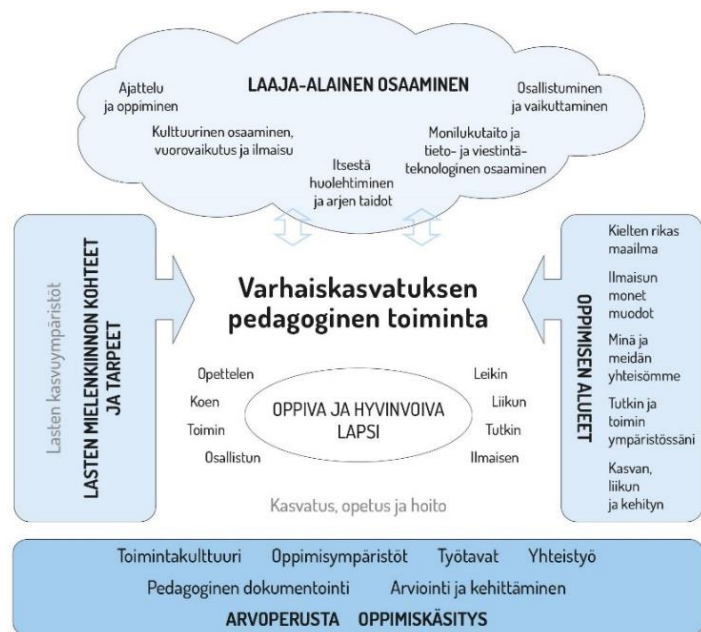 LAAJA-ALAINEN OSAAMINEN
Ajattelu
ja oppiminen
Osallistuminen
ja vaikuttaminen
Kulttuurinen osaaminen,
vuorovaikutus ja ilmaisu
Itsestä
huolehtiminen
ja arjen taidot
Monilukutaito ja
tieto- ja viestintä-
teknologinen osaaminen
Lasten kasvuympäristöt
LASTEN MIELENKIINNON KOHTEET
JA TARPEET
Varhaiskasvatuksen
pedagoginen toiminta
Opettelen
Koen
Toimin
Osallistun
OPPIVA JA HYVINVOIVA
LAPSI
Leikin
Liikun
Tutkin
Ilmaisen
Kasvatus, opetus ja hoito
OPPIMISEN ALUEET
Kielten rikas
maailma
Ilmaisun
monet
muodot
Minä ja
meidän
yhteisömme
Tutkin ja
toimin
ympäristössäni
Kasvan,
liikun
ja kehityn
Toimintakulttuuri Oppimisympäristöt Työtavat Yhteistyö
Pedagoginen dokumentointi Arviointi ja kehittäminen
ARVOPERUSTA OPPIMISKÄSITYS